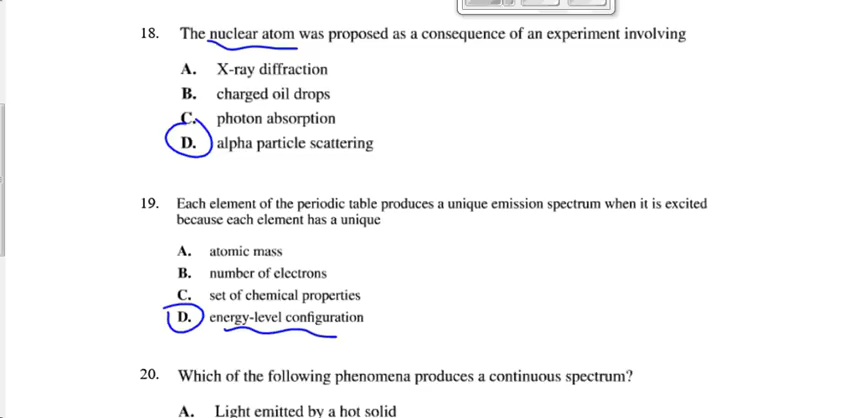 18. The nuclear atom was proposed as a consequence of an experiment involving
A. X-ray diffraction
B. charged oil drops
C. photon absorption
D. alpha particle scattering
19. Each element of the periodic table produces a unique emission spectrum when it is excited
because each element has a unique
A. atomic mass
B. number of electrons
C. set of chemical properties
D. energy-level configuration
20. Which of the following phenomena produces a continuous spectrum?
A. Light emitted by a hot solid